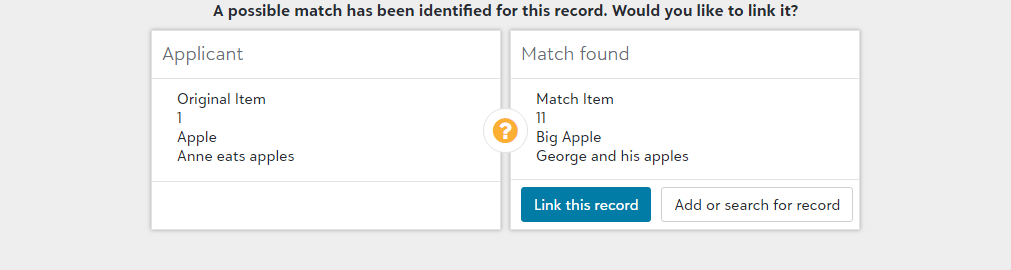 A possible match has been identified for this record. Would you like to link it?
Applicant
Original Item
1
Apple
Anne eats apples
?
Match found
Match Item
11
Big Apple
George and his apples
Link this record
Add or search for record